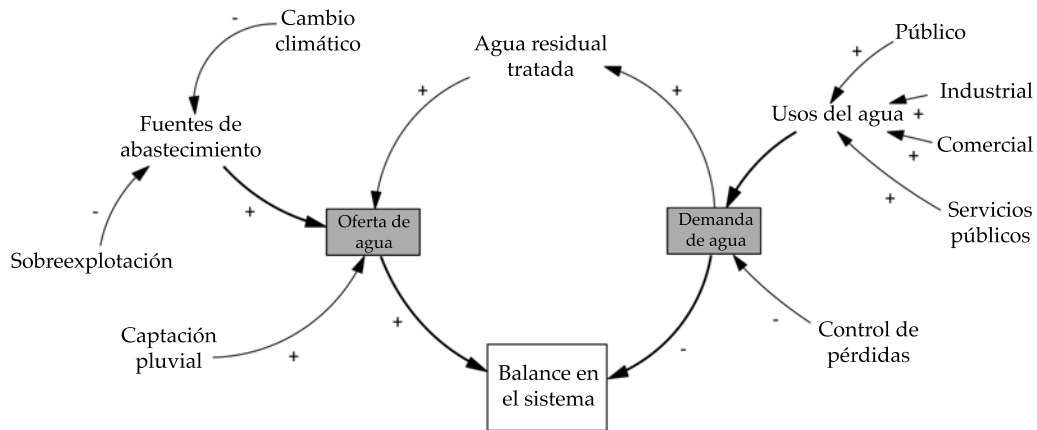 -
Cambio
climático
Agua residual
tratada
Público
+
Industrial
+
Usos del agua
Comercial
+
Fuentes de
abastecimiento
+
+
-
+
Oferta de
agua
Demanda
de agua
+
Servicios
públicos
Sobreexplotación
Captación
pluvial
+
+
-
-
Control de
pérdidas
Balance en
el sistema